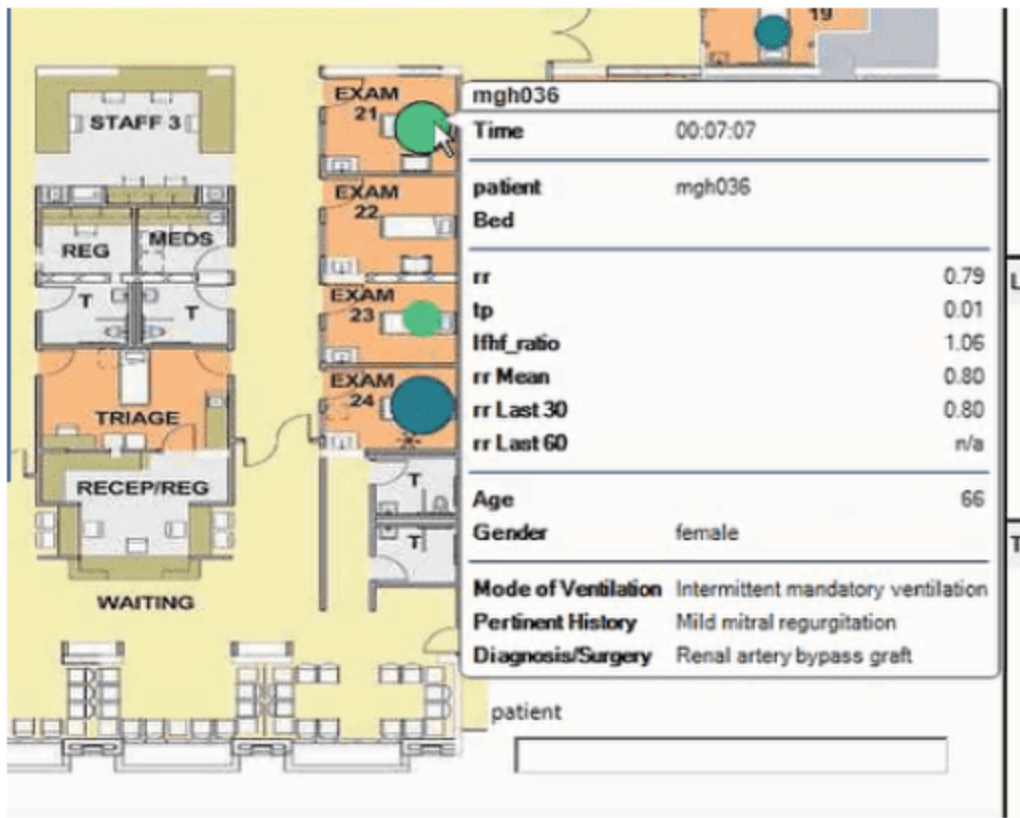 19
EXAM
21
STAFF 3
EXAM
22
REG
MEDS
T
T
EXAM
23
EXAM
24
TRIAGE
RECEP/REG
T
T
WAITING
mgh036
Time 00:07:07
patient mgh036
Bed
rr 0.79
tp 0.01
lfhf_ratio 1.06
rr Mean 0.80
rr Last 30 0.80
rr Last 60 n/a
Age 66
Gender female
Mode of Ventilation Intermittent mandatory ventilation
Pertinent History Mild mitral regurgitation
Diagnosis/Surgery Renal artery bypass graft
patient
L
T